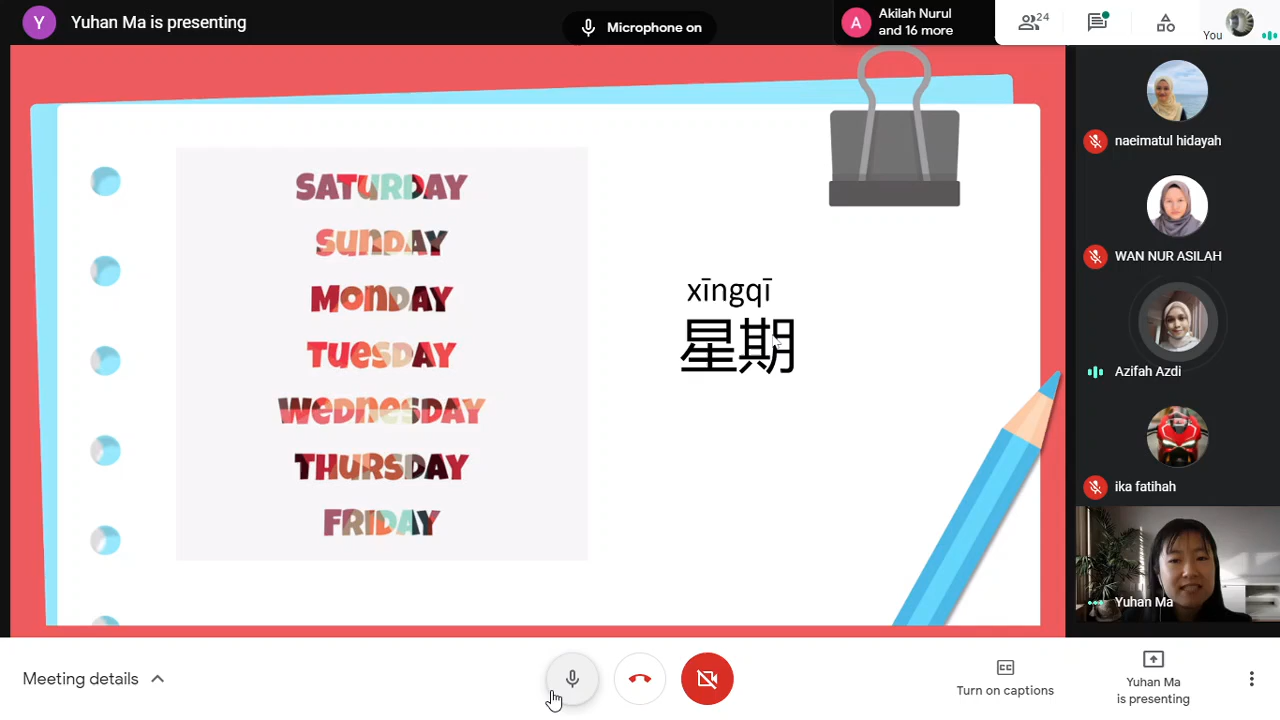 Y
Yuhan Ma is presenting
Microphone on
A
Akilah Nurul
and 16 more
24
You
SATURDAY
SUNDAY
MONDAY
TUESDAY
WEDNESDAY
THURSDAY
FRIDAY
xīngqī
星期
naeimatul hidayah
WAN NUR ASILAH
Azifah Azdi
ika fatihah
Yuhan Ma
Meeting details
CC
Turn on captions
Yuhan Ma
is presenting